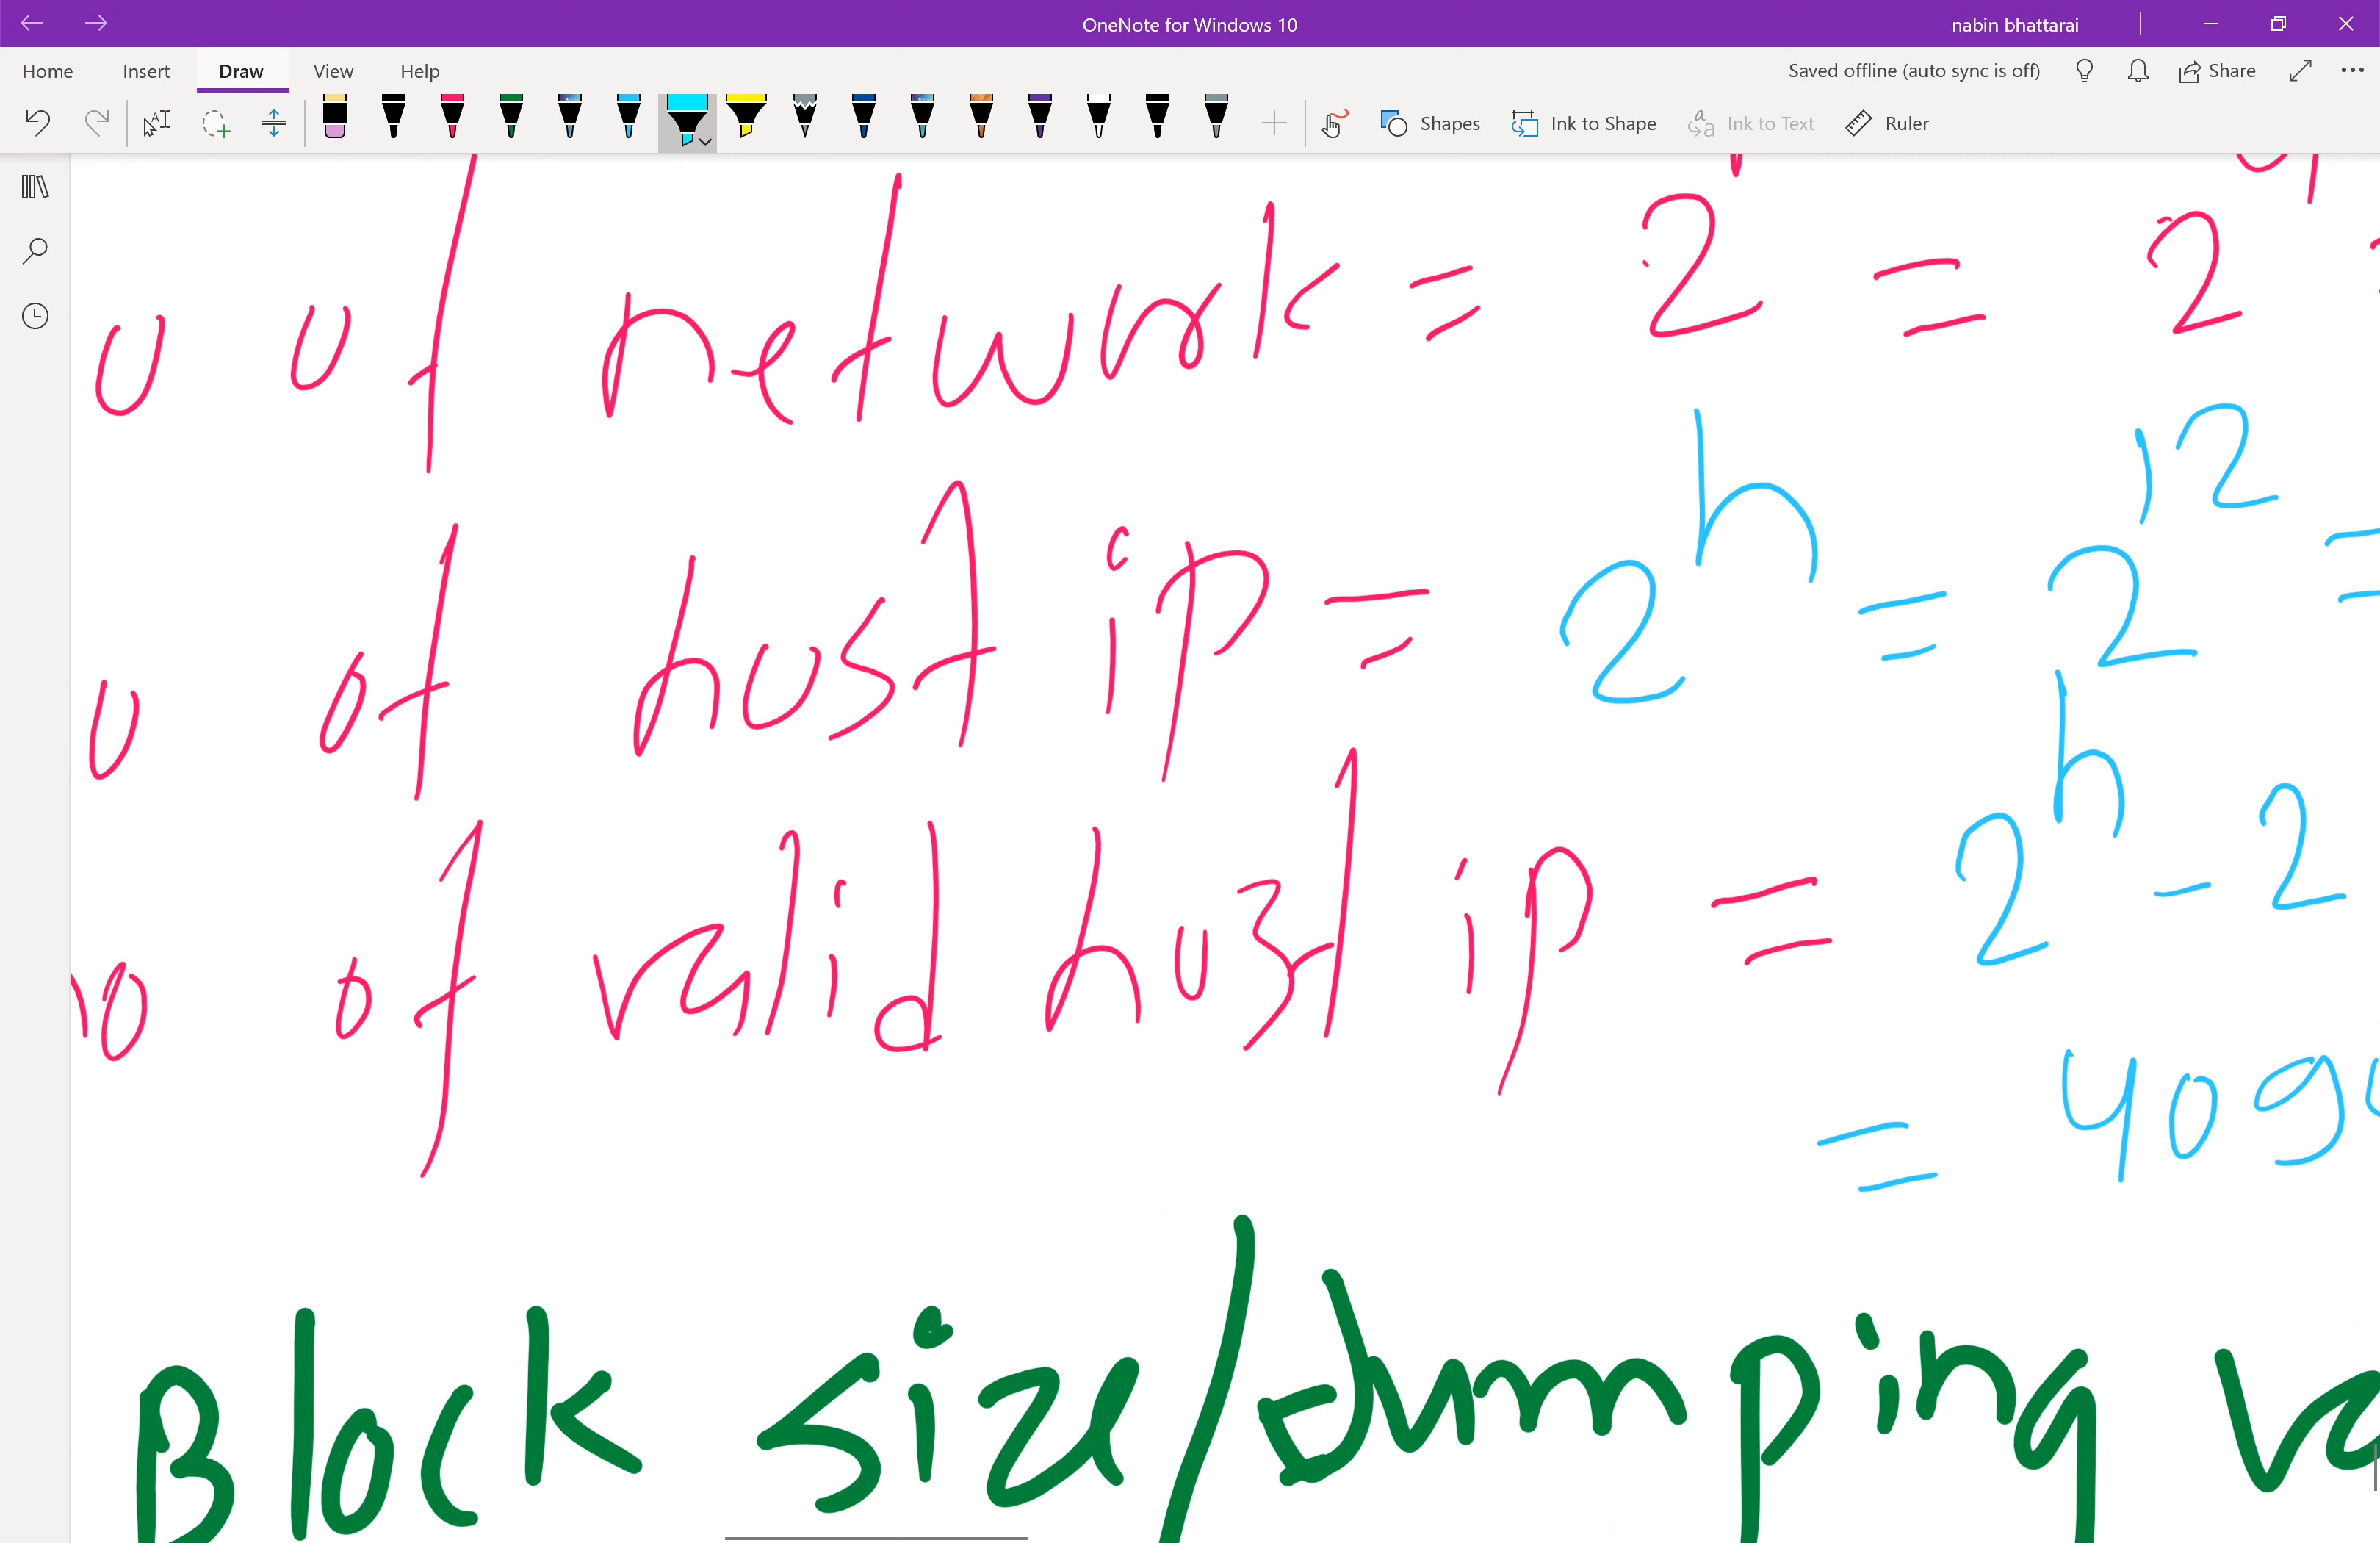 OneNote for Windows 10
nabin bhattarai
Home Insert Draw View Help
Saved offline (auto sync is off) Share
Shapes Ink to Shape Ink to Text Ruler
of network = 2 = 2
of host ip = 2^h = 2^12 =
no of valid host ip = 2^h - 2
= 409
Block size/Jumping va